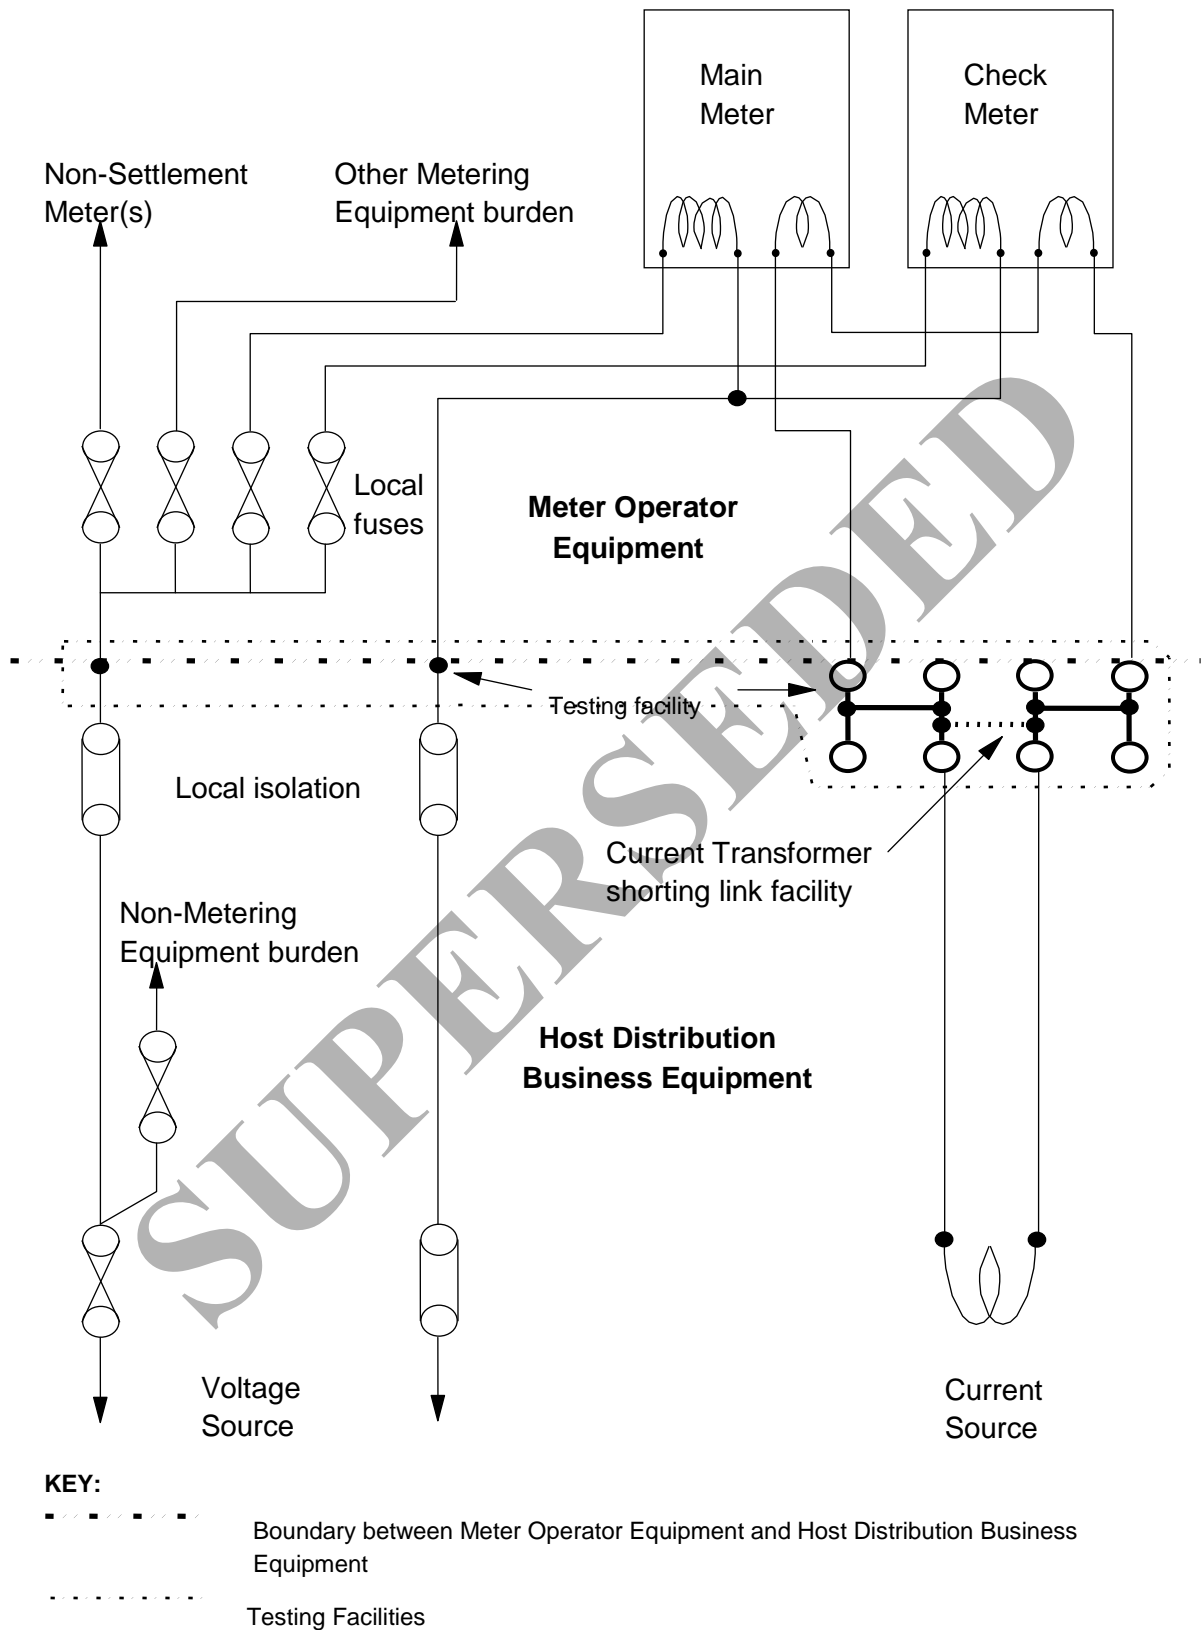 Main
Meter
Check
Meter
Non-Settlement
Meter(s)
Other Metering
Equipment burden
Local
fuses
Meter Operator
Equipment
Testing facility
Local isolation
Current Transformer
shorting link facility
Non-Metering
Equipment burden
Host Distribution
Business Equipment
SUPERSEDED
Voltage
Source
Current
Source
KEY:
Boundary between Meter Operator Equipment and Host Distribution Business
Equipment
Testing Facilities